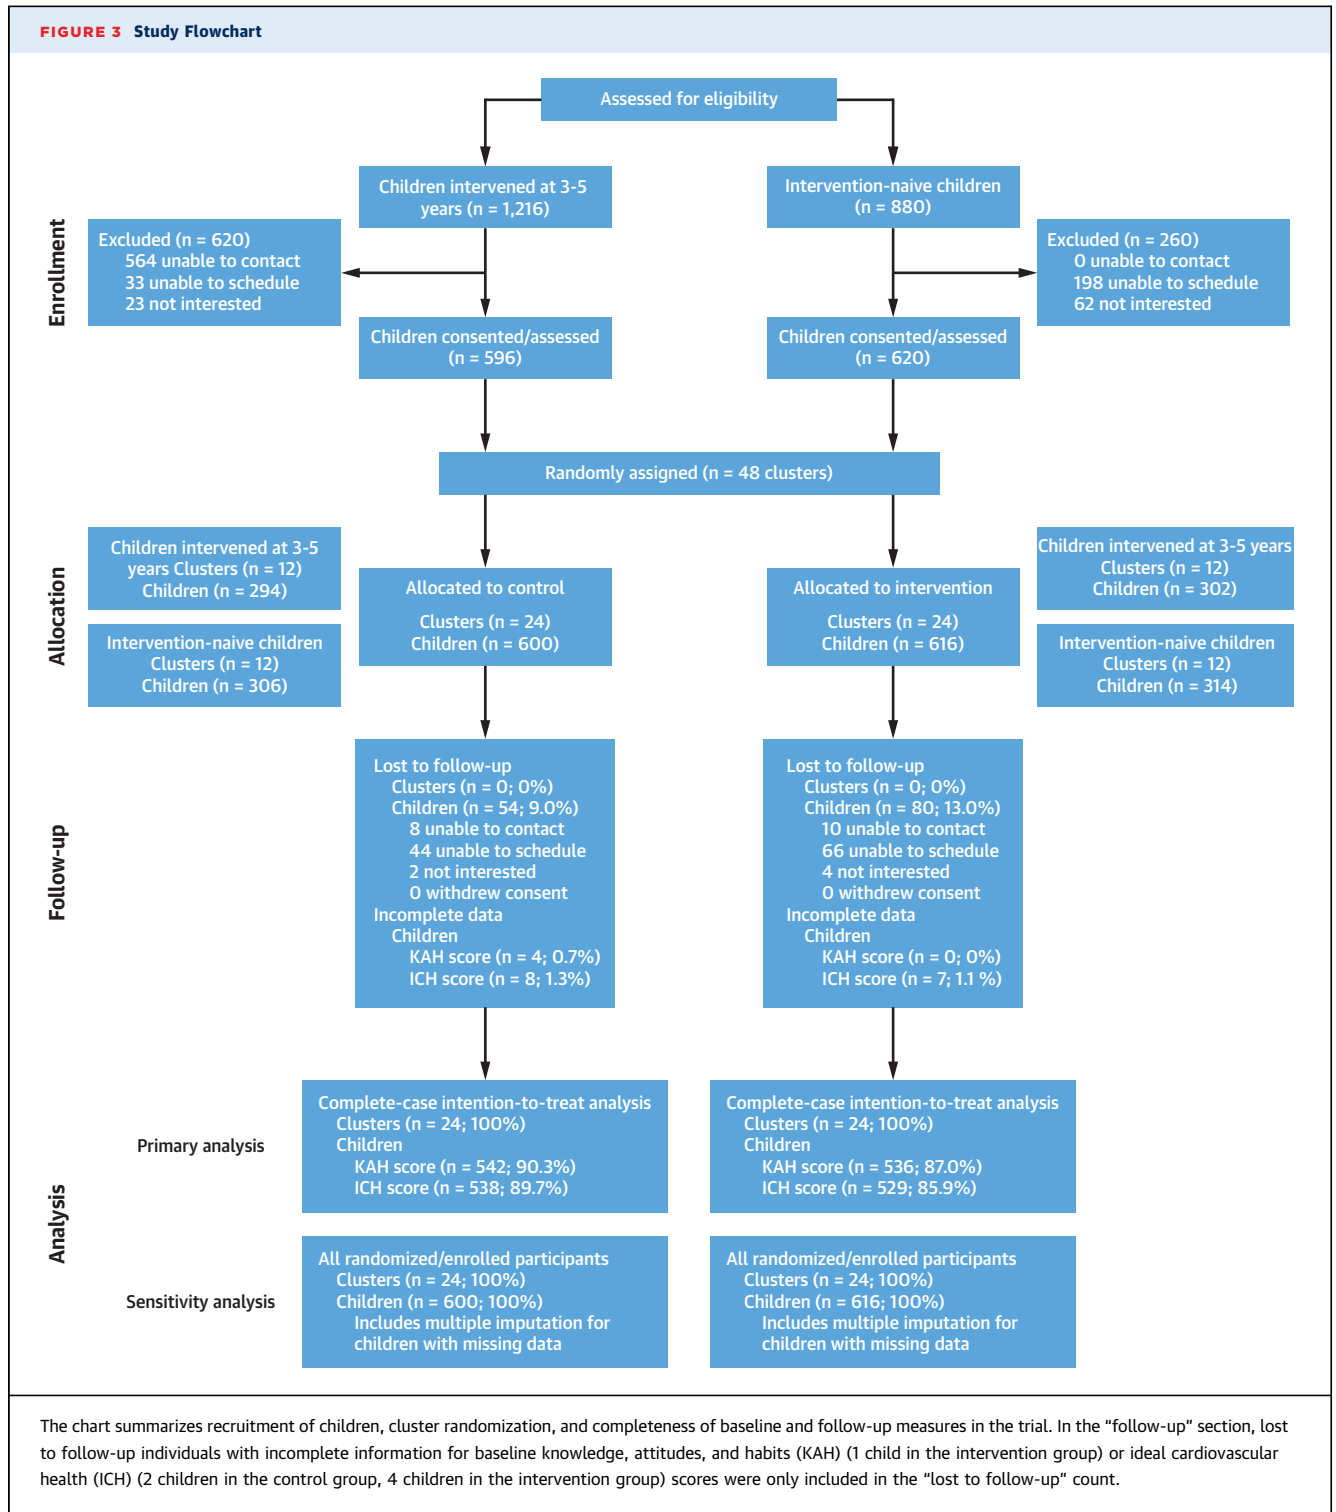 FIGURE 3 Study Flowchart
Assessed for eligibility
Children intervened at 3-5
years (n = 1,216)
Intervention-naive children
(n = 880)
Enrollment
Excluded (n = 620)
564 unable to contact
33 unable to schedule
23 not interested
Excluded (n = 260)
0 unable to contact
198 unable to schedule
62 not interested
Children consented/assessed
(n = 596)
Children consented/assessed
(n = 620)
Randomly assigned (n = 48 clusters)
Allocation
Children intervened at 3-5
years Clusters (n = 12)
Children (n = 294)
Intervention-naive children
Clusters (n = 12)
Children (n = 306)
Allocated to control
Clusters (n = 24)
Children (n = 600)
Allocated to intervention
Clusters (n = 24)
Children (n = 616)
Children intervened at 3-5 years
Clusters (n = 12)
Children (n = 302)
Intervention-naive children
Clusters (n = 12)
Children (n = 314)
Follow-up
Lost to follow-up
Clusters (n = 0; 0%)
Children (n = 54; 9.0%)
8 unable to contact
44 unable to schedule
2 not interested
0 withdrew consent
Incomplete data
Children
KAH score (n = 4; 0.7%)
ICH score (n = 8; 1.3%)
Lost to follow-up
Clusters (n = 0; 0%)
Children (n = 80; 13.0%)
10 unable to contact
66 unable to schedule
4 not interested
0 withdrew consent
Incomplete data
Children
KAH score (n = 0; 0%)
ICH score (n = 7; 1.1 %)
Analysis
Primary analysis
Complete-case intention-to-treat analysis
Clusters (n = 24; 100%)
Children
KAH score (n = 542; 90.3%)
ICH score (n = 538; 89.7%)
Complete-case intention-to-treat analysis
Clusters (n = 24; 100%)
Children
KAH score (n = 536; 87.0%)
ICH score (n = 529; 85.9%)
Sensitivity analysis
All randomized/enrolled participants
Clusters (n = 24; 100%)
Children (n = 600; 100%)
Includes multiple imputation for
children with missing data
All randomized/enrolled participants
Clusters (n = 24; 100%)
Children (n = 616; 100%)
Includes multiple imputation for
children with missing data
The chart summarizes recruitment of children, cluster randomization, and completeness of baseline and follow-up measures in the trial. In the “follow-up” section, lost
to follow-up individuals with incomplete information for baseline knowledge, attitudes, and habits (KAH) (1 child in the intervention group) or ideal cardiovascular
health (ICH) (2 children in the control group, 4 children in the intervention group) scores were only included in the “lost to follow-up” count.